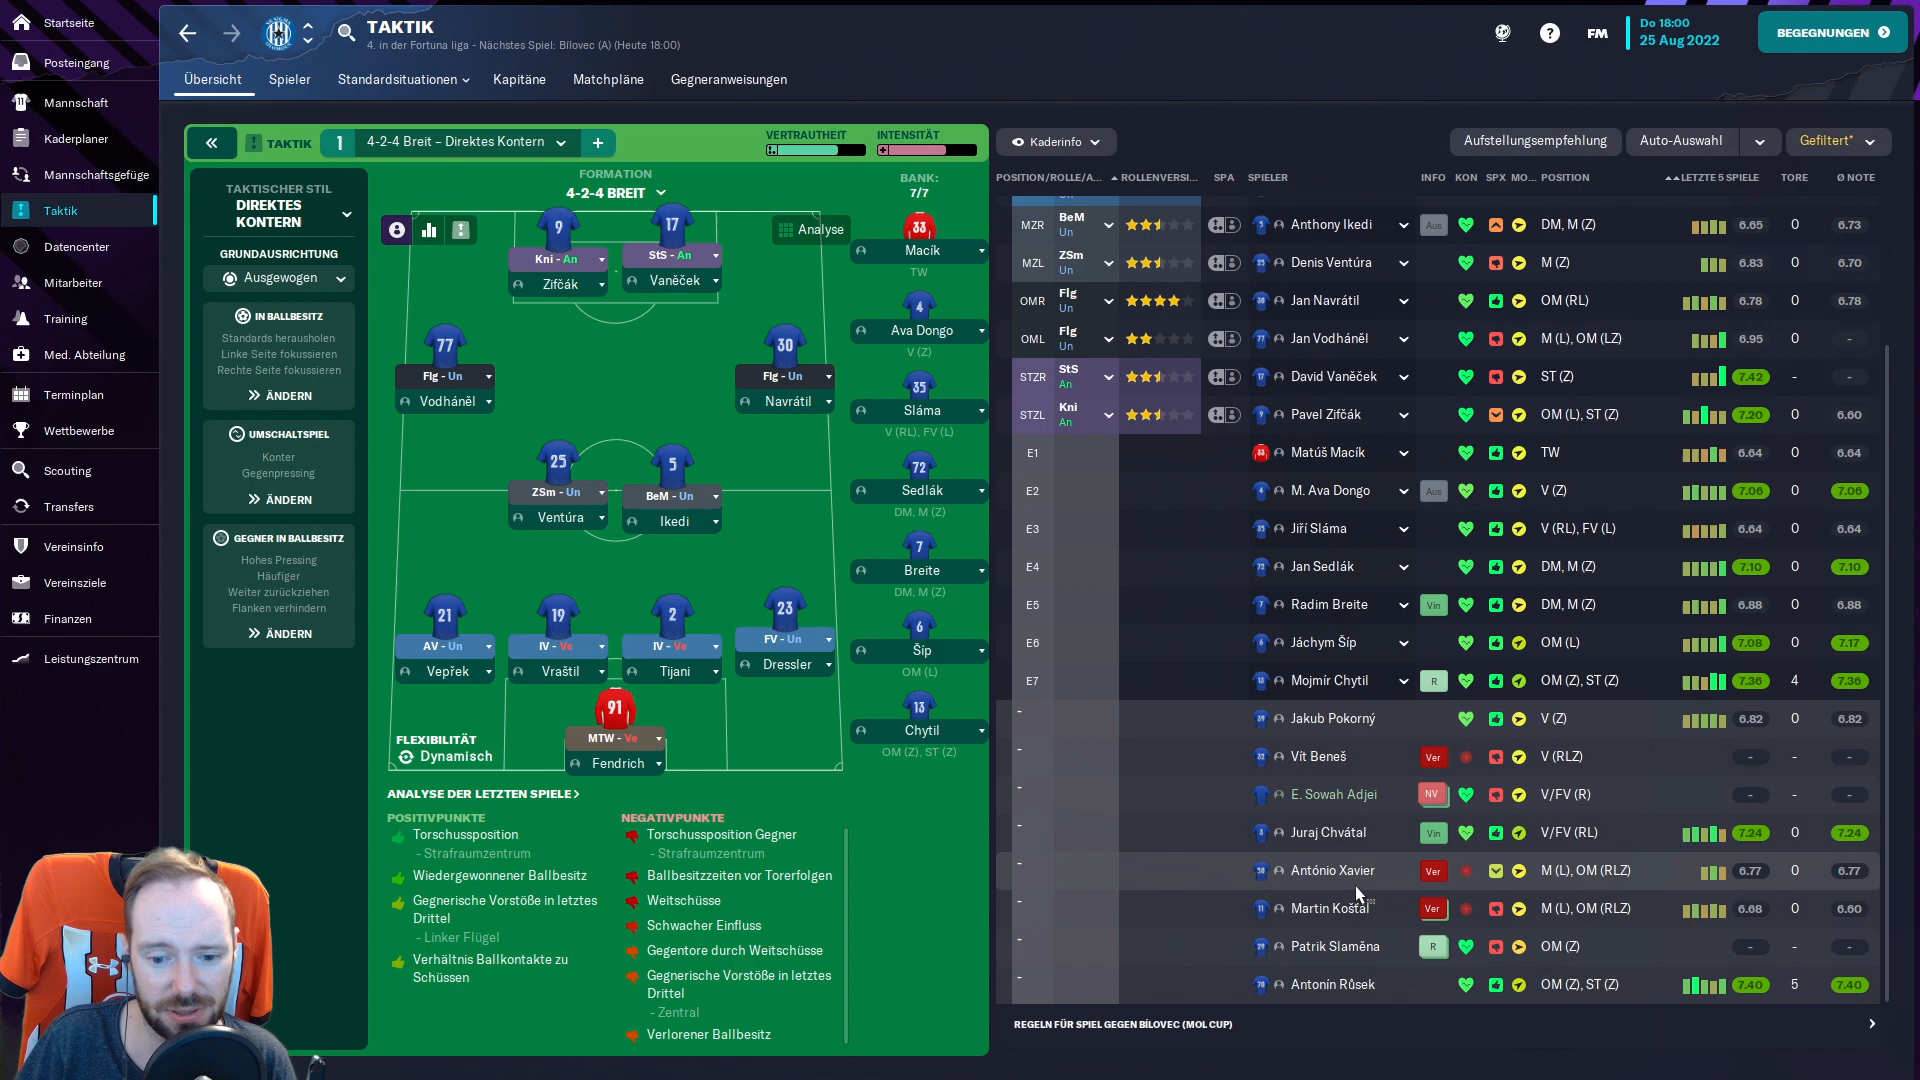 Startseite
Posteingang
Mannschaft
Kaderplaner
Mannschaftsgefüge
Taktik
Datencenter
Mitarbeiter
Training
Med. Abteilung
Terminplan
Wettbewerbe
Scouting
Transfers
Vereinsinfo
Vereinsziele
Finanzen
Leistungszentrum
TAKTIK
4. in der Fortuna liga - Nächstes Spiel: Bílovec (A) (Heute 18:00)
FM
Do 18:00
25 Aug 2022
BEGEGNUNGEN
Übersicht Spieler Standardsituationen Kapitäne Matchpläne Gegneranweisungen
TAKTIK 1 4-2-4 Breit – Direktes Kontern +
VERTRAUTHEIT INTENSITÄT
TAKTISCHER STIL
DIREKTES
KONTERN
GRUNDAUSRICHTUNG
Ausgewogen
IN BALLBESITZ
Standards herausholen
Linke Seite fokussieren
Rechte Seite fokussieren
ÄNDERN
UMSCHALTSPIEL
Konter
Gegenpressing
ÄNDERN
GEGNER IN BALLBESITZ
Hohes Pressing
Häufiger
Weiter zurückziehen
Flanken verhindern
ÄNDERN
FORMATION
4-2-4 BREIT
Analyse
9 17
Kni - An StS - An
Zifčák Vaněček
77 30
Flg - Un Flg - Un
Vodháněl Navrátil
25 5
ZSm - Un BeM - Un
Ventúra Ikedi
21 19 2 23
AV - Un IV - Ve IV - Ve FV - Un
Vepřek Vraštil Tijani Dressler
91
MTW - Ve
Fendrich
FLEXIBILITÄT
Dynamisch
BANK:
7/7
33
Macík
TW
4
Ava Dongo
V (Z)
35
Sláma
V (RL), FV (L)
72
Sedlák
DM, M (Z)
7
Breite
DM, M (Z)
6
Šíp
OM (L)
13
Chytil
OM (Z), ST (Z)
ANALYSE DER LETZTEN SPIELE
POSITIVPUNKTE
Torschussposition
- Strafraumzentrum
Wiedergewonnener Ballbesitz
Gegnerische Vorstöße in letztes
Drittel
- Linker Flügel
Verhältnis Ballkontakte zu
Schüssen
NEGATIVPUNKTE
Torschussposition Gegner
- Strafraumzentrum
Ballbesitzzeiten vor Torerfolgen
Weitschüsse
Schwacher Einfluss
Gegentore durch Weitschüsse
Gegnerische Vorstöße in letztes
Drittel
- Zentral
Verlorener Ballbesitz
Kaderinfo Aufstellungsempfehlung Auto-Auswahl Gefiltert*
POSITION/ROLLE/A... ROLLENVERSI... SPA SPIELER INFO KON SPX MO... POSITION LETZTE 5 SPIELE TORE Ø NOTE
MZR BeM Un Anthony Ikedi Aus DM, M (Z) 6.65 0 6.73
MZL ZSm Un Denis Ventúra M (Z) 6.83 0 6.70
OMR Flg Un Jan Navrátil OM (RL) 6.78 0 6.78
OML Flg Un Jan Vodháněl M (L), OM (LZ) 6.95 0 -
STZR StS An David Vaněček ST (Z) 7.42 - -
STZL Kni An Pavel Zifčák OM (L), ST (Z) 7.20 0 6.60
E1 Matúš Macík TW 6.64 0 6.64
E2 M. Ava Dongo Aus V (Z) 7.06 0 7.06
E3 Jiří Sláma V (RL), FV (L) 6.64 0 6.64
E4 Jan Sedlák DM, M (Z) 7.10 0 7.10
E5 Radim Breite Vin DM, M (Z) 6.88 0 6.88
E6 Jáchym Šíp OM (L) 7.08 0 7.17
E7 Mojmír Chytil R OM (Z), ST (Z) 7.36 4 7.36
- Jakub Pokorný V (Z) 6.82 0 6.82
- Vít Beneš Ver V (RLZ) - - -
- E. Sowah Adjei NV V/FV (R) - - -
- Juraj Chvátal Vin V/FV (RL) 7.24 0 7.24
- António Xavier Ver M (L), OM (RLZ) 6.77 0 6.77
- Martin Košťál Ver M (L), OM (RLZ) 6.68 0 6.60
- Patrik Slaměna R OM (Z) - - -
- Antonín Růsek OM (Z), ST (Z) 7.40 5 7.40
REGELN FÜR SPIEL GEGEN BÍLOVEC (MOL CUP)